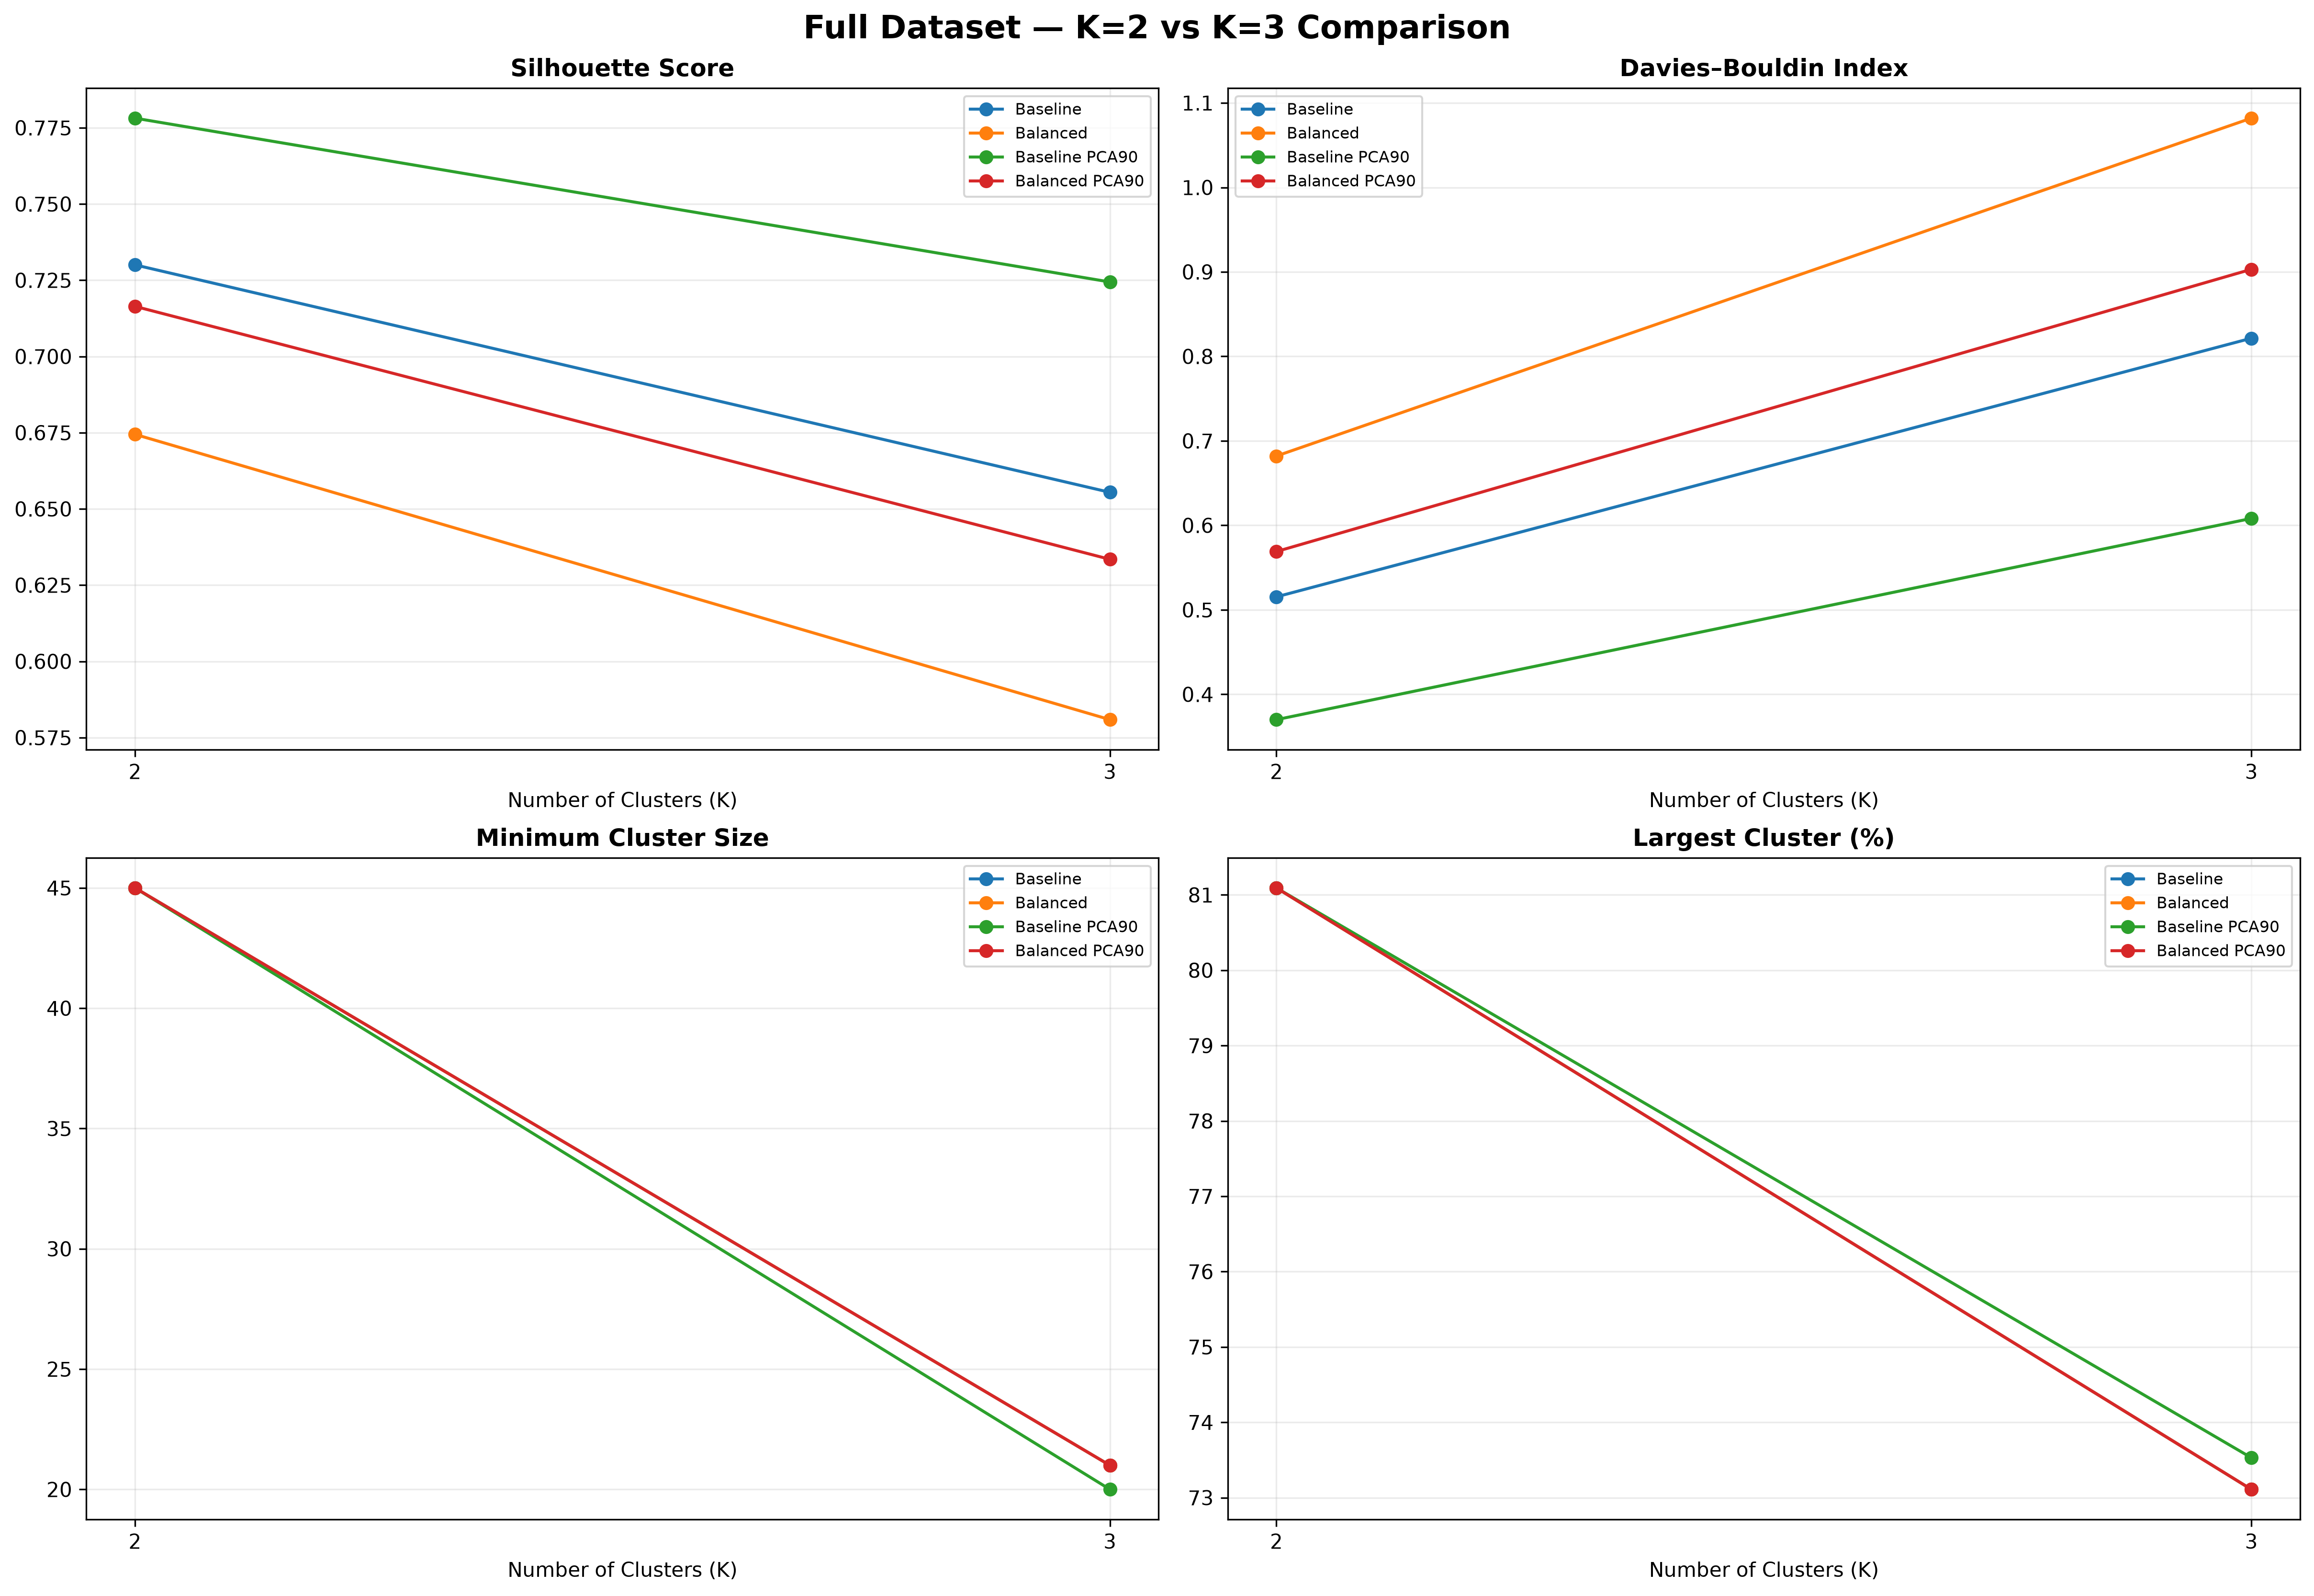 Full Dataset — K=2 vs K=3 Comparison
Silhouette Score
0.775
0.750
0.725
0.700
0.675
0.650
0.625
0.600
0.575
2
3
Number of Clusters (K)
Baseline
Balanced
Baseline PCA90
Balanced PCA90
Davies–Bouldin Index
1.1
1.0
0.9
0.8
0.7
0.6
0.5
0.4
2
3
Number of Clusters (K)
Baseline
Balanced
Baseline PCA90
Balanced PCA90
Minimum Cluster Size
45
40
35
30
25
20
2
3
Number of Clusters (K)
Baseline
Balanced
Baseline PCA90
Balanced PCA90
Largest Cluster (%)
81
80
79
78
77
76
75
74
73
2
3
Number of Clusters (K)
Baseline
Balanced
Baseline PCA90
Balanced PCA90